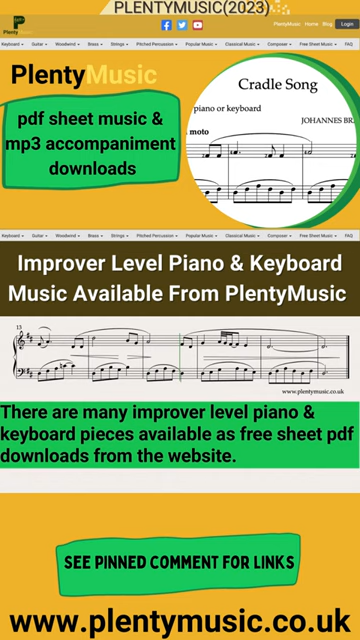 PLENTYMUSIC(2023)
PlentyMusic Home Blog Login
Keyboard Guitar Woodwind Brass Strings Pitched Percussion Popular Music Classical Music Composer Free Sheet Music FAQ
PlentyMusic
pdf sheet music &
mp3 accompaniment
downloads
Cradle Song
piano or keyboard
JOHANNES BR
moto
Keyboard Guitar Woodwind Brass Strings Pitched Percussion Popular Music Classical Music Composer Free Sheet Music FAQ
Improver Level Piano & Keyboard
Music Available From PlentyMusic
13
www.plentymusic.co.uk
There are many improver level piano &
keyboard pieces available as free sheet pdf
downloads from the website.
SEE PINNED COMMENT FOR LINKS
www.plentymusic.co.uk